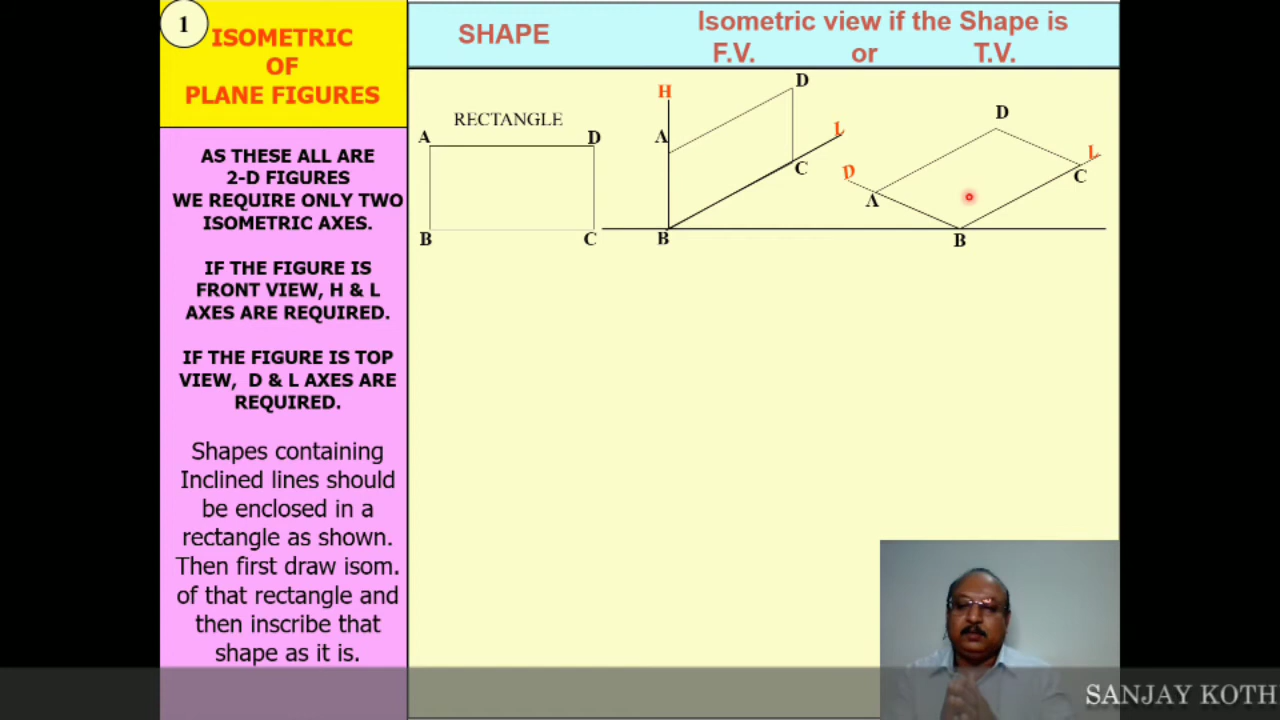 1
ISOMETRIC
OF
PLANE FIGURES
AS THESE ALL ARE
2-D FIGURES
WE REQUIRE ONLY TWO
ISOMETRIC AXES.
IF THE FIGURE IS
FRONT VIEW, H & L
AXES ARE REQUIRED.
IF THE FIGURE IS TOP
VIEW, D & L AXES ARE
REQUIRED.
Shapes containing
Inclined lines should
be enclosed in a
rectangle as shown.
Then first draw isom.
of that rectangle and
then inscribe that
shape as it is.
SHAPE
Isometric view if the Shape is
F.V. or T.V.
RECTANGLE
A D
B C
H
A
D
L
C
B
D
D
L
A
C
B
SANJAY KOTH